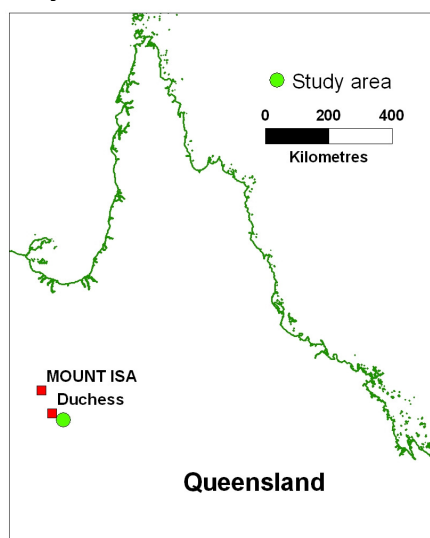 Study area
0 200 400
Kilometres
MOUNT ISA
Duchess
Queensland